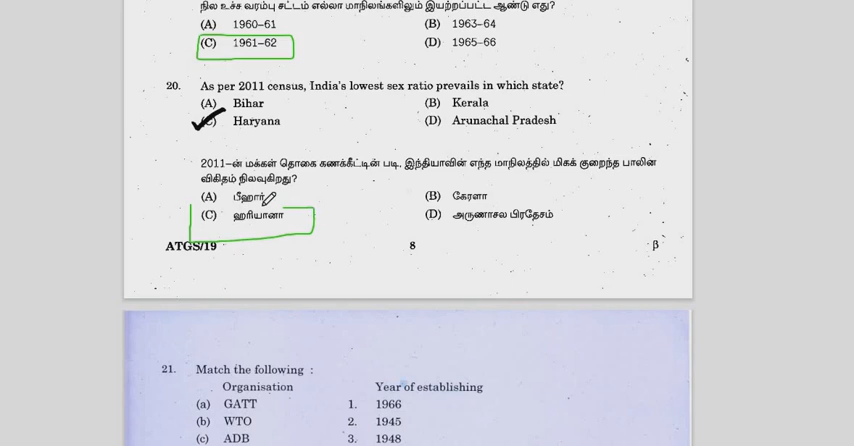 நில உச்ச வரம்பு சட்டம் எல்லா மாநிலங்களிலும் இயற்றப்பட்ட ஆண்டு எது?
(A) 1960–61 (B) 1963–64
(C) 1961–62 (D) 1965–66
20. As per 2011 census, India's lowest sex ratio prevails in which state?
(A) Bihar (B) Kerala
Haryana (D) Arunachal Pradesh
2011–ன் மக்கள் தொகை கணக்கீட்டின் படி, இந்தியாவின் எந்த மாநிலத்தில் மிகக் குறைந்த பாலின
விகிதம் நிலவுகிறது?
(A) பீஹார் (B) கேரளா
(C) ஹரியானா (D) அருணாசல பிரதேசம்
ATGS/19 8 β
21. Match the following :
Organisation Year of establishing
(a) GATT 1. 1966
(b) WTO 2. 1945
(c) ADB 3. 1948